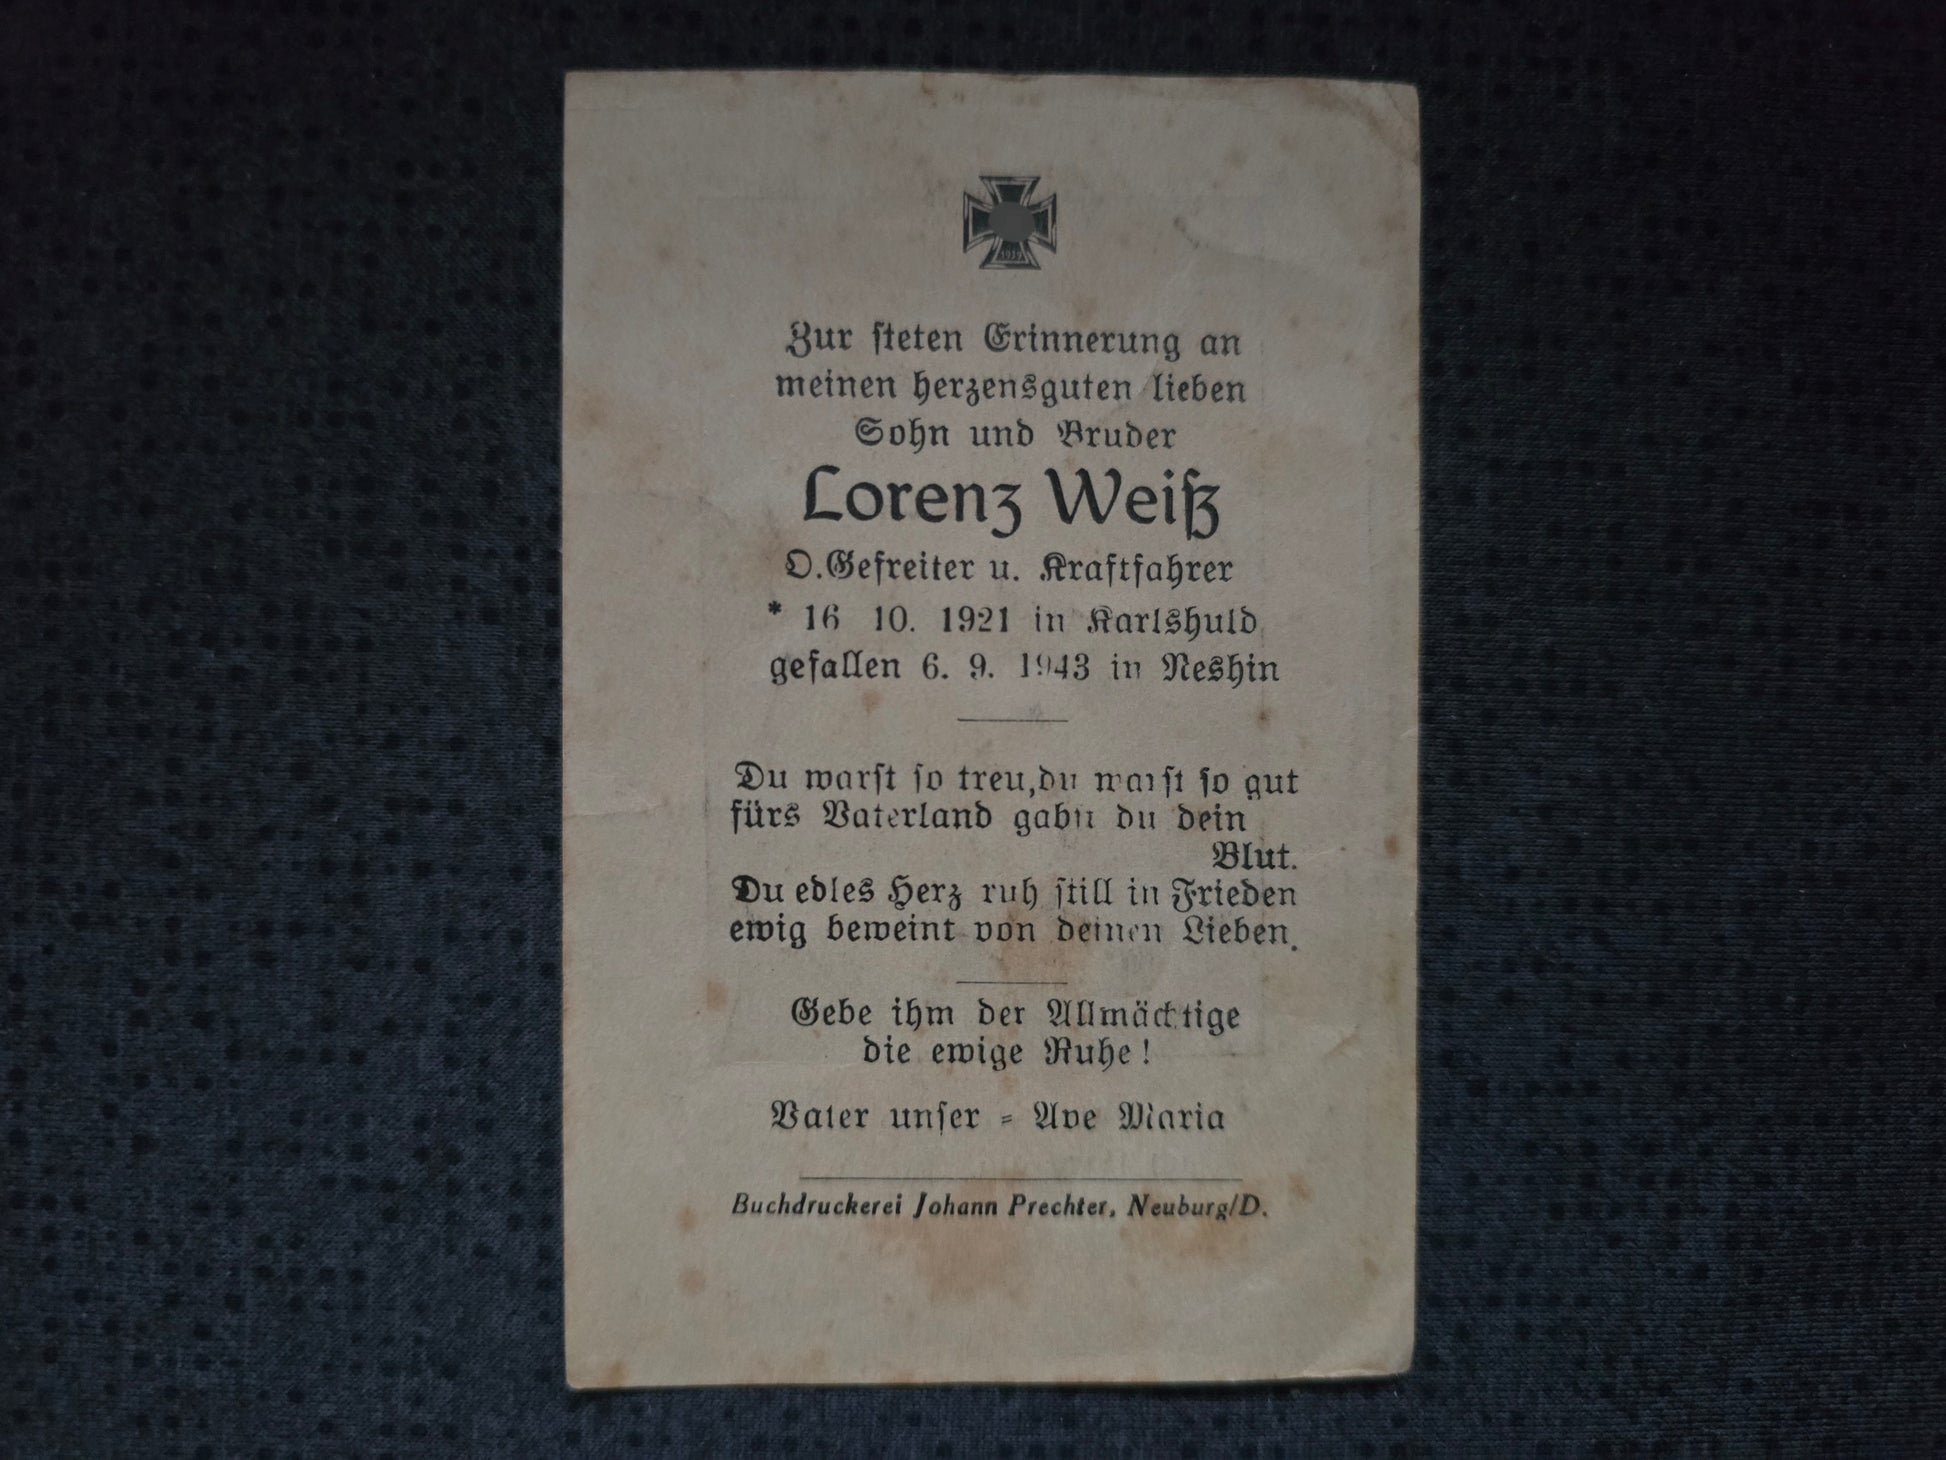 1939
Zur steten Erinnerung an
meinen herzensguten lieben
Sohn und Bruder
Lorenz Weiß
O.Gefreiter u. Kraftfahrer
* 16 10. 1921 in Karlshuld
gefallen 6. 9. 1943 in Neshin
Du warst so treu, du warst so gut
fürs Vaterland gabst du dein
Blut.
Du edles Herz ruh still in Frieden
ewig beweint von deinen Lieben.
Gebe ihm der Allmächtige
die ewige Ruhe!
Vater unser - Ave Maria
Buchdruckerei Johann Prechter, Neuburg/D.